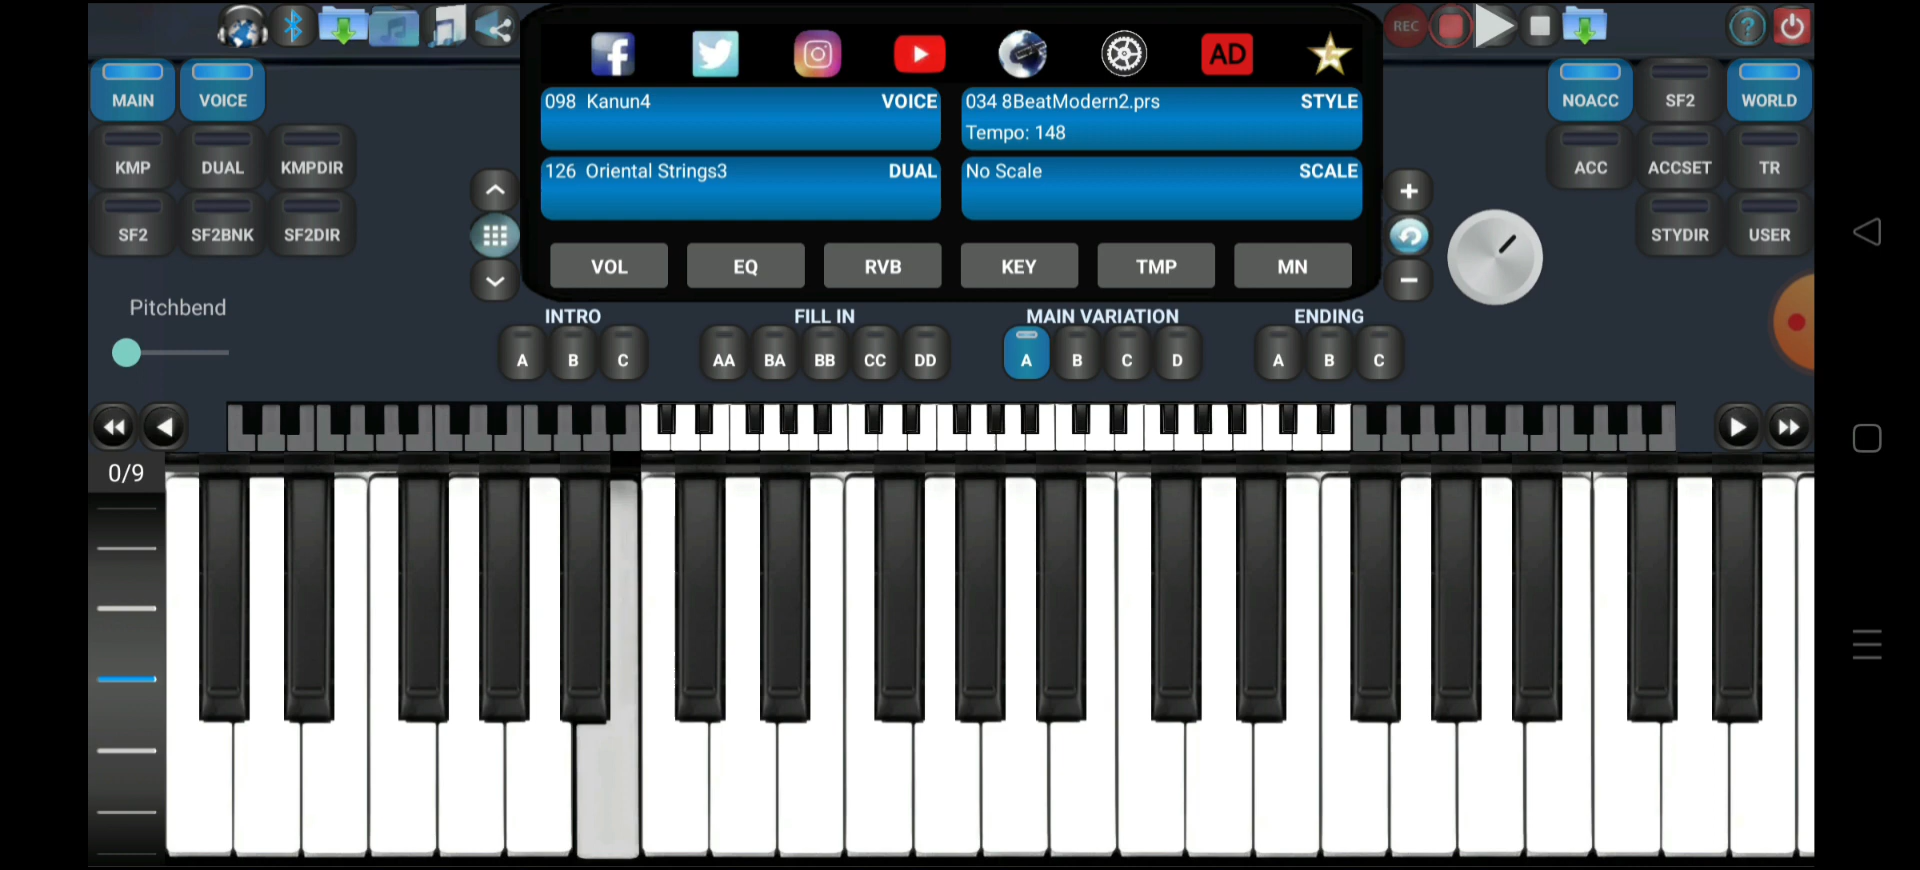 REC
AD
MAIN
VOICE
098 Kanun4
VOICE
034 8BeatModern2.prs
STYLE
Tempo: 148
NOACC
SF2
WORLD
KMP
DUAL
KMPDIR
126 Oriental Strings3
DUAL
No Scale
SCALE
ACC
ACCSET
TR
SF2
SF2BNK
SF2DIR
STYDIR
USER
VOL
EQ
RVB
KEY
TMP
MN
Pitchbend
INTRO
FILL IN
MAIN VARIATION
ENDING
A
B
C
AA
BA
BB
CC
DD
A
B
C
D
A
B
C
0/9